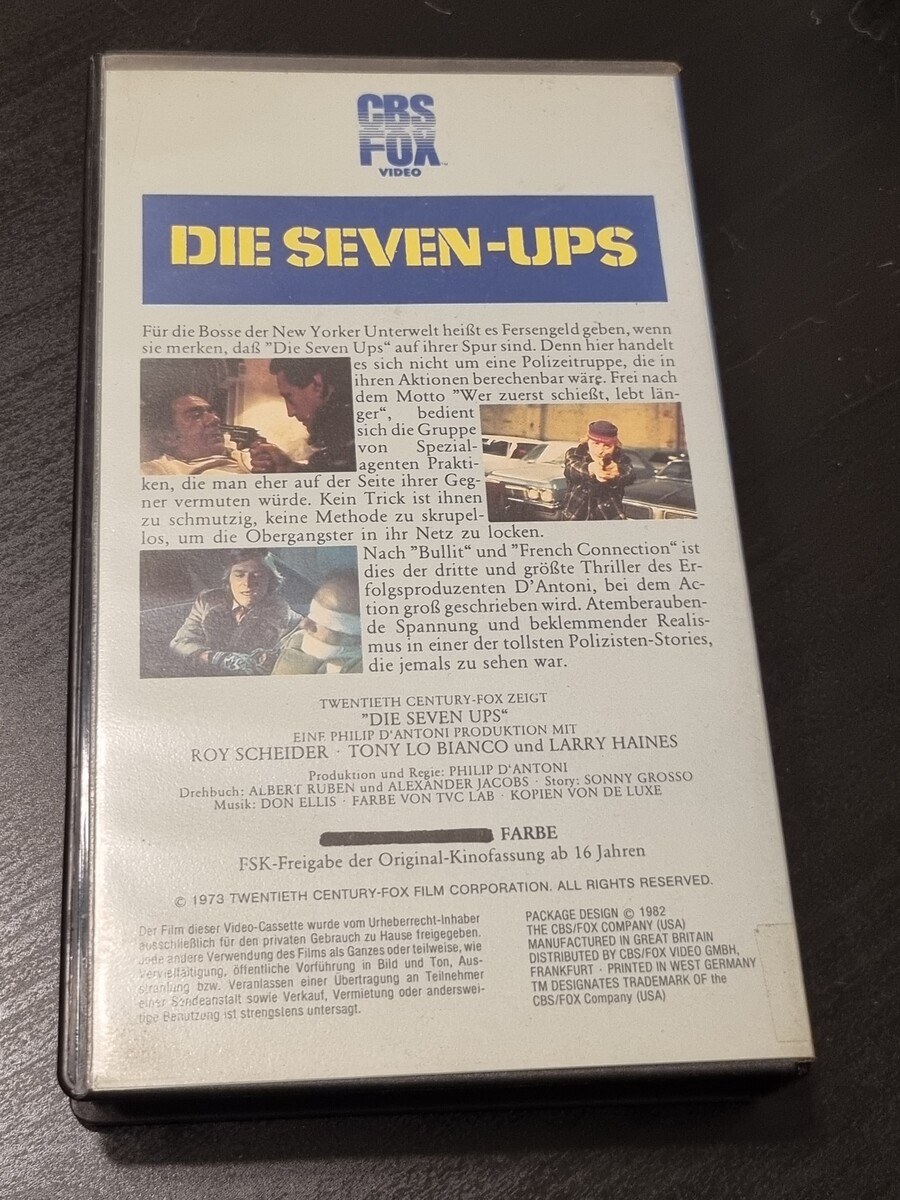 CBS
FOX
VIDEO
DIE SEVEN-UPS
Für die Bosse der New Yorker Unterwelt heißt es Fersengeld geben, wenn
sie merken, daß "Die Seven Ups“ auf ihrer Spur sind. Denn hier handelt
es sich nicht um eine Polizeitruppe, die in
ihren Aktionen berechenbar wäre. Frei nach
dem Motto "Wer zuerst schießt, lebt län-
ger“, bedient
sich die Gruppe
von Spezial-
agenten Prakti-
ken, die man eher auf der Seite ihrer Geg-
ner vermuten würde. Kein Trick ist ihnen
zu schmutzig, keine Methode zu skrupel-
los, um die Obergangster in ihr Netz zu locken.
Nach "Bullit“ und "French Connection“ ist
dies der dritte und größte Thriller des Er-
folgsproduzenten D'Antoni, bei dem Ac-
tion groß geschrieben wird. Atemberauben-
de Spannung und beklemmender Realis-
mus in einer der tollsten Polizisten-Stories,
die jemals zu sehen war.
TWENTIETH CENTURY-FOX ZEIGT
"DIE SEVEN UPS“
EINE PHILIP D'ANTONI PRODUKTION MIT
ROY SCHEIDER · TONY LO BIANCO und LARRY HAINES
Produktion und Regie: PHILIP D'ANTONI
Drehbuch: ALBERT RUBEN und ALEXANDER JACOBS · Story: SONNY GROSSO
Musik: DON ELLIS · FARBE VON TVC LAB · KOPIEN VON DE LUXE
FARBE
FSK-Freigabe der Original-Kinofassung ab 16 Jahren
© 1973 TWENTIETH CENTURY-FOX FILM CORPORATION. ALL RIGHTS RESERVED.
Der Film dieser Video-Cassette wurde vom Urheberrecht-Inhaber
ausschließlich für den privaten Gebrauch zu Hause freigegeben.
Jede andere Verwendung des Films als Ganzes oder teilweise, wie
Vervielfältigung, öffentliche Vorführung in Bild und Ton, Aus-
strahlung bzw. Veranlassen einer Übertragung an Teilnehmer
einer Sendeanstalt sowie Verkauf, Vermietung oder anderswei-
tige Benutzung ist strengstens untersagt.
PACKAGE DESIGN © 1982
THE CBS/FOX COMPANY (USA)
MANUFACTURED IN GREAT BRITAIN
DISTRIBUTED BY CBS/FOX VIDEO GMBH,
FRANKFURT · PRINTED IN WEST GERMANY
TM DESIGNATES TRADEMARK OF the
CBS/FOX Company (USA)